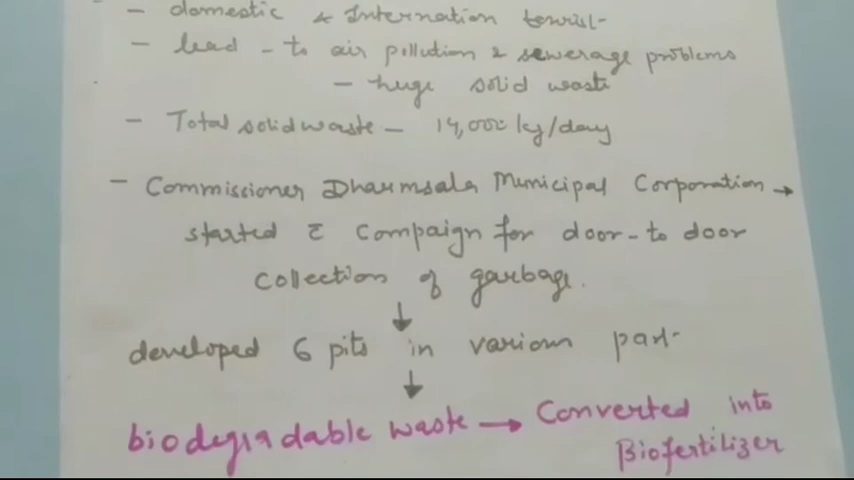 - domestic & Internation tourist
- lead - to air pollution & sewerage problems
- huge solid waste
- Total solid waste - 14,000 kg/day
- Commissioner Dharmsala Municipal Corporation →
started c̄ Campaign for door-to door
Collection of garbage.
↓
developed 6 pits in various part
↓
biodegradable waste → Converted into
Biofertilizer